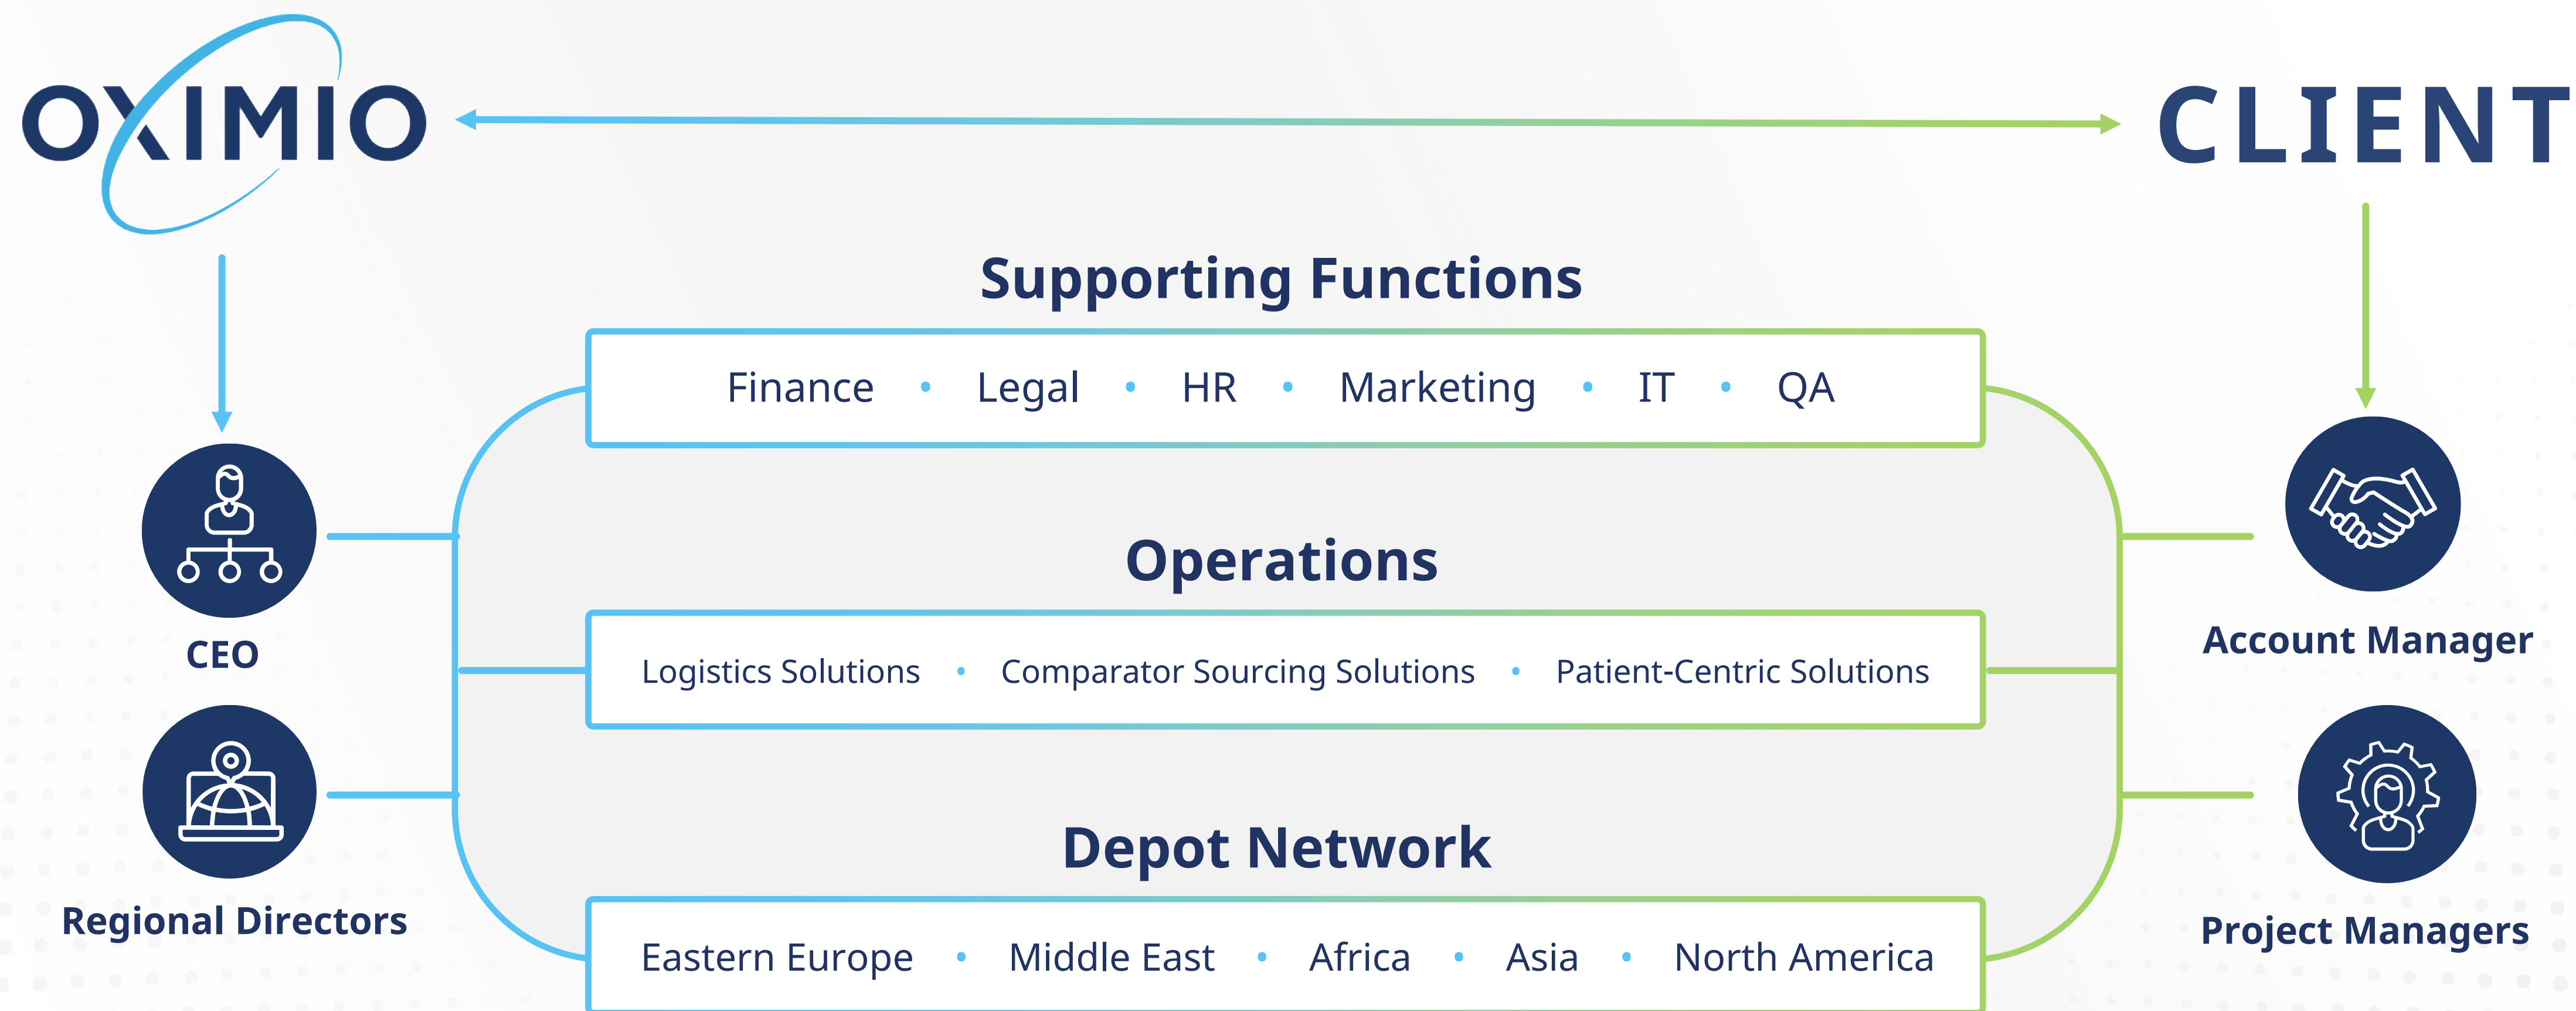 OXIMIO
CLIENT
Supporting Functions
Finance • Legal • HR • Marketing • IT • QA
Operations
CEO
Account Manager
Logistics Solutions • Comparator Sourcing Solutions • Patient-Centric Solutions
Depot Network
Regional Directors
Project Managers
Eastern Europe • Middle East • Africa • Asia • North America